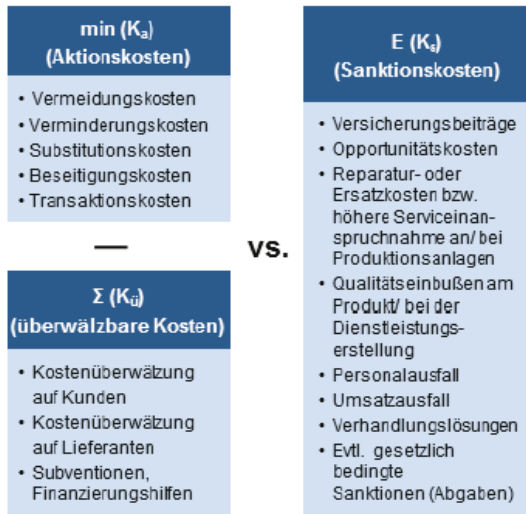 min (Kₐ)
(Aktionskosten)
• Vermeidungskosten
• Verminderungskosten
• Substitutionskosten
• Beseitigungskosten
• Transaktionskosten
—
Σ (Kü)
(überwälzbare Kosten)
• Kostenüberwälzung
auf Kunden
• Kostenüberwälzung
auf Lieferanten
• Subventionen,
Finanzierungshilfen
vs.
E (Kₛ)
(Sanktionskosten)
• Versicherungsbeiträge
• Opportunitätskosten
• Reparatur- oder
Ersatzkosten bzw.
höhere Servicein-
anspruchnahme an/ bei
Produktionsanlagen
• Qualitätseinbußen am
Produkt/ bei der
Dienstleistungs-
erstellung
• Personalausfall
• Umsatzausfall
• Verhandlungslösungen
• Evtl. gesetzlich
bedingte
Sanktionen (Abgaben)